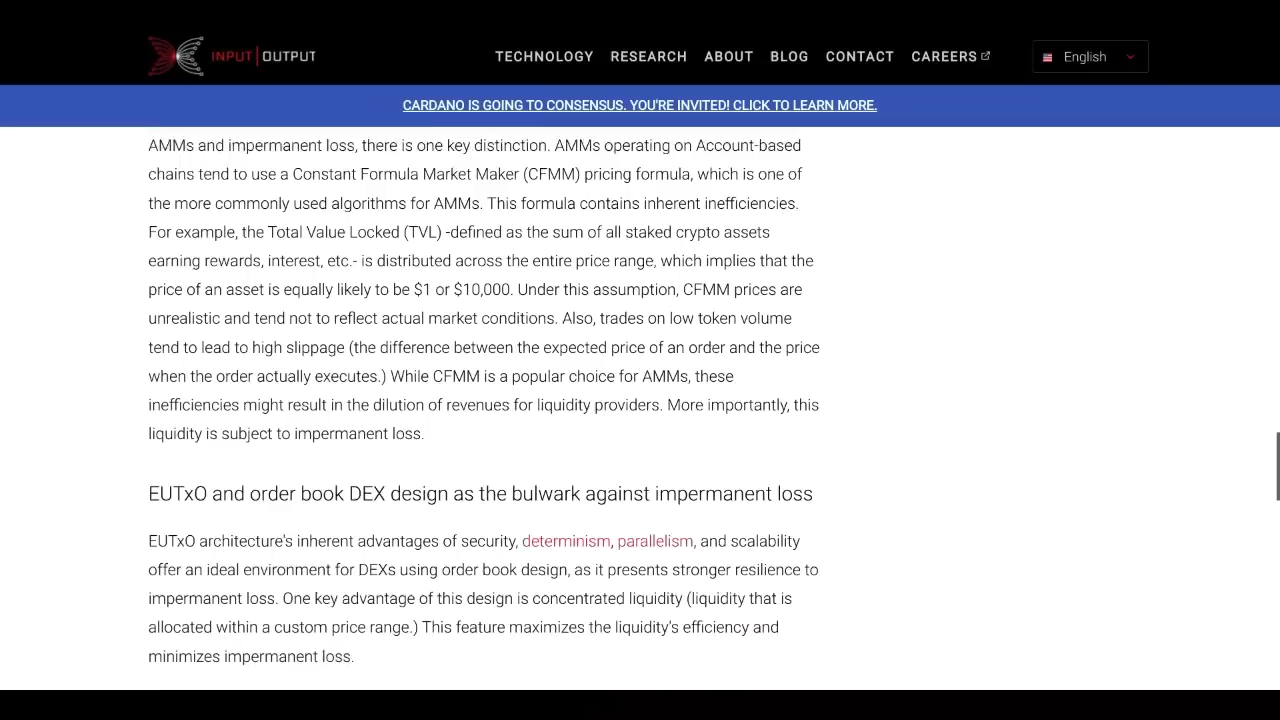 INPUT|OUTPUT
TECHNOLOGY RESEARCH ABOUT BLOG CONTACT CAREERS
English
CARDANO IS GOING TO CONSENSUS. YOU'RE INVITED! CLICK TO LEARN MORE.
AMMs and impermanent loss, there is one key distinction. AMMs operating on Account-based
chains tend to use a Constant Formula Market Maker (CFMM) pricing formula, which is one of
the more commonly used algorithms for AMMs. This formula contains inherent inefficiencies.
For example, the Total Value Locked (TVL) -defined as the sum of all staked crypto assets
earning rewards, interest, etc.- is distributed across the entire price range, which implies that the
price of an asset is equally likely to be $1 or $10,000. Under this assumption, CFMM prices are
unrealistic and tend not to reflect actual market conditions. Also, trades on low token volume
tend to lead to high slippage (the difference between the expected price of an order and the price
when the order actually executes.) While CFMM is a popular choice for AMMs, these
inefficiencies might result in the dilution of revenues for liquidity providers. More importantly, this
liquidity is subject to impermanent loss.
EUTxO and order book DEX design as the bulwark against impermanent loss
EUTxO architecture's inherent advantages of security, determinism, parallelism, and scalability
offer an ideal environment for DEXs using order book design, as it presents stronger resilience to
impermanent loss. One key advantage of this design is concentrated liquidity (liquidity that is
allocated within a custom price range.) This feature maximizes the liquidity's efficiency and
minimizes impermanent loss.